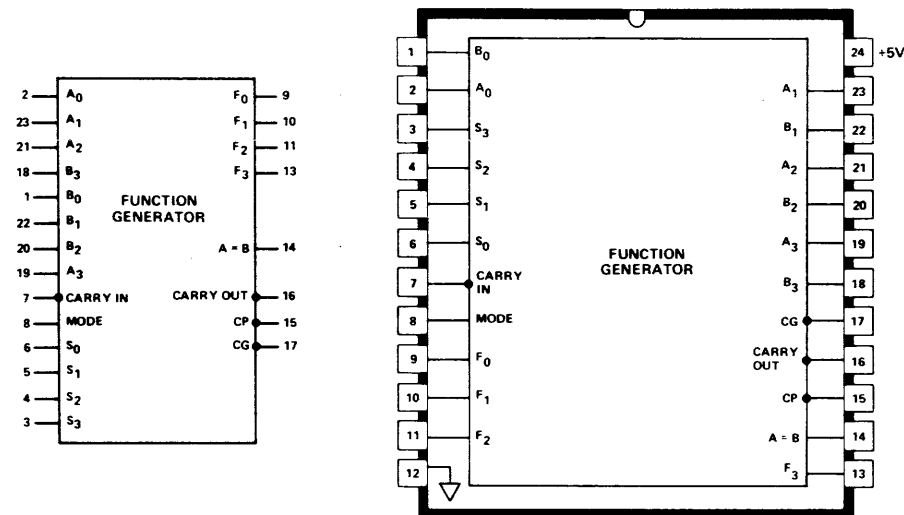 2 A0 F0 9
23 A1 F1 10
21 A2 F2 11
18 B3 F3 13
1 B0
FUNCTION
GENERATOR
22 B1
20 B2 A = B 14
19 A3
7 CARRY IN CARRY OUT 16
8 MODE CP 15
6 S0 CG 17
5 S1
4 S2
3 S3
1 B0 24 +5V
2 A0 A1 23
3 S3 B1 22
4 S2 A2 21
5 S1 B2 20
6 S0 A3 19
FUNCTION
GENERATOR
7 CARRY
IN B3 18
8 MODE CG 17
9 F0 CARRY
OUT 16
10 F1 CP 15
11 F2 A = B 14
12 F3 13